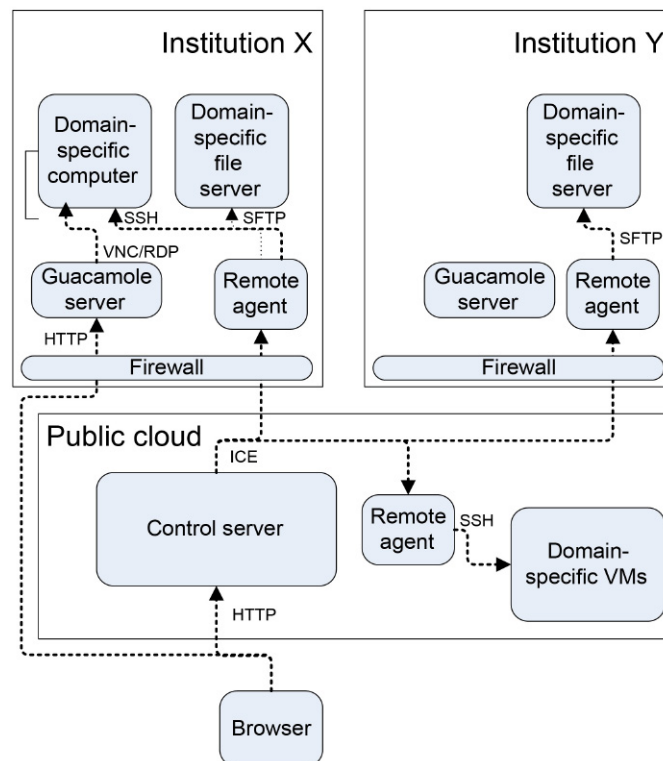 Institution X
Institution Y
Domain-
specific
computer
Domain-
specific
file
server
Domain-
specific
file
server
SSH
SFTP
SFTP
VNC/RDP
Guacamole
server
Remote
agent
Guacamole
server
Remote
agent
HTTP
Firewall
Firewall
Public cloud
ICE
Control server
Remote
agent
SSH
Domain-
specific VMs
HTTP
Browser